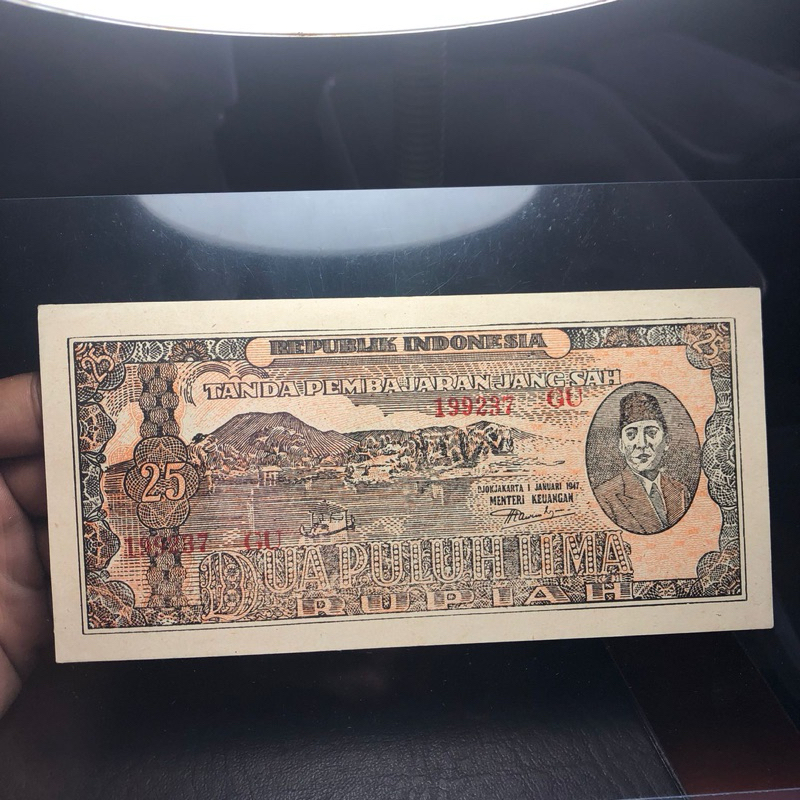 REPUBLIK INDONESIA
25
25
TANDA PEMBAJARAN JANG SAH
199237 GU
25
DJOKJAKARTA 1 JANUARI 1947.
MENTERI KEUANGAN
199237 GU
DUA PULUH LIMA
RUPIAH